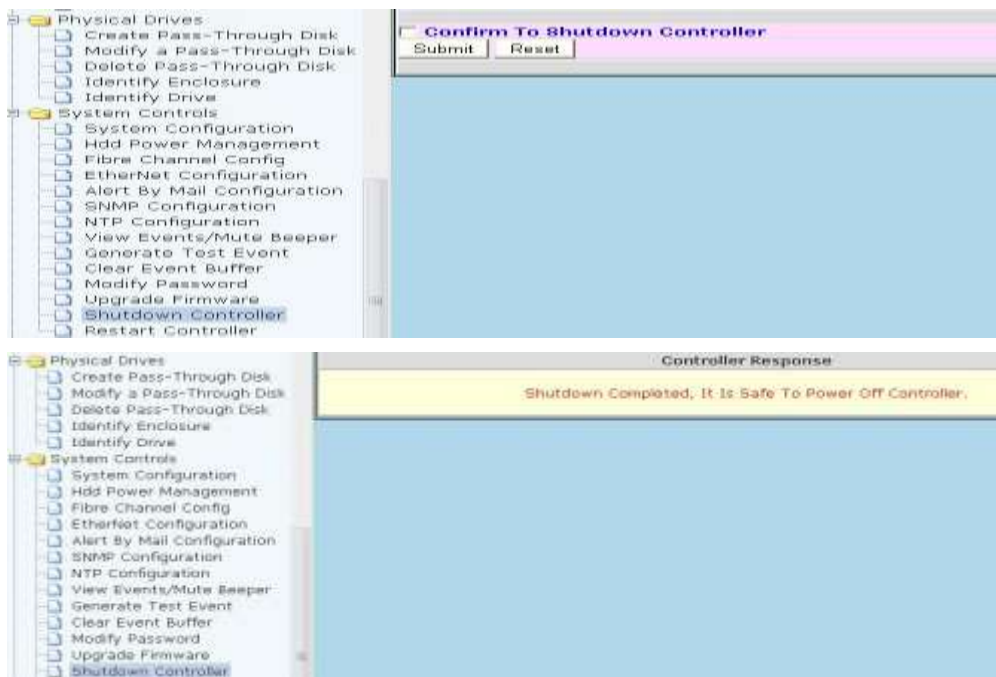 Physical Drives
Create Pass-Through Disk
Modify a Pass-Through Disk
Delete Pass-Through Disk
Identify Enclosure
Identify Drive
System Controls
System Configuration
Hdd Power Management
Fibre Channel Config
EtherNet Configuration
Alert By Mail Configuration
SNMP Configuration
NTP Configuration
View Events/Mute Beeper
Generate Test Event
Clear Event Buffer
Modify Password
Upgrade Firmware
Shutdown Controller
Restart Controller
Confirm To Shutdown Controller
Submit Reset
Physical Drives
Create Pass-Through Disk
Modify a Pass-Through Disk
Delete Pass-Through Disk
Identify Enclosure
Identify Drive
System Controls
System Configuration
Hdd Power Management
Fibre Channel Config
EtherNet Configuration
Alert By Mail Configuration
SNMP Configuration
NTP Configuration
View Events/Mute Beeper
Generate Test Event
Clear Event Buffer
Modify Password
Upgrade Firmware
Shutdown Controller
Controller Response
Shutdown Completed, It Is Safe To Power Off Controller.